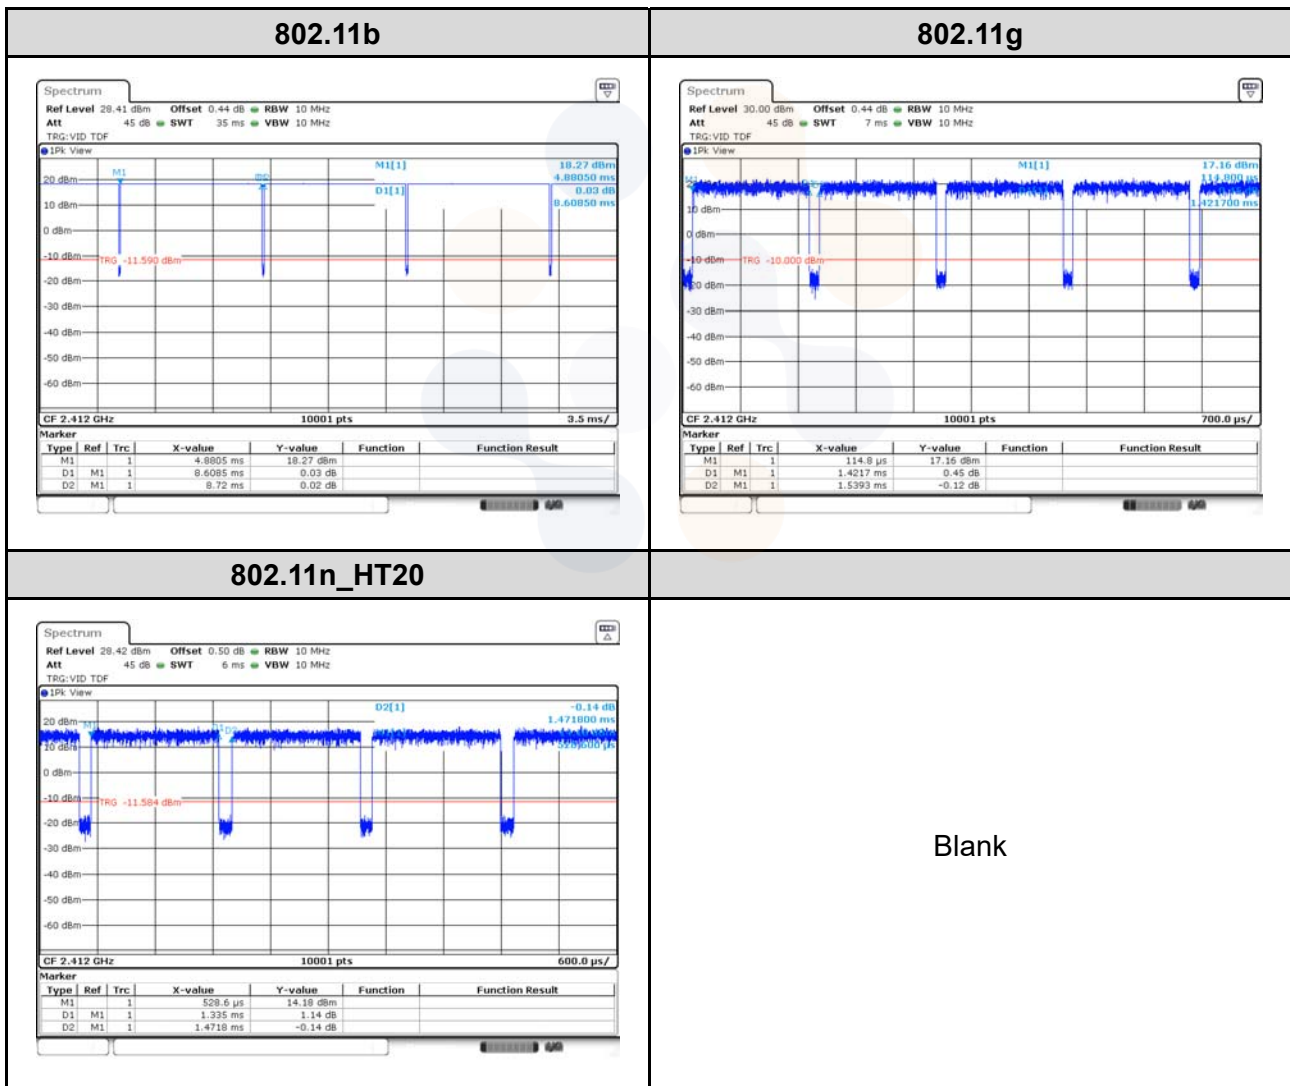 802.11b
802.11g
Spectrum
Ref Level 28.41 dBm Offset 0.44 dB RBW 10 MHz
Att 45 dB SWT 35 ms VBW 10 MHz
TRG:VID TDF
1Pk View
M1[1] 18.27 dBm
4.88050 ms
D1[1] 0.03 dB
8.60850 ms
M1
20 dBm
10 dBm
0 dBm
-10 dBm
TRG -11.590 dBm
-20 dBm
-30 dBm
-40 dBm
-50 dBm
-60 dBm
CF 2.412 GHz 10001 pts 3.5 ms/
Marker
Type Ref Trc X-value Y-value Function Function Result
M1 1 4.8805 ms 18.27 dBm
D1 M1 1 8.6085 ms 0.03 dB
D2 M1 1 8.72 ms 0.02 dB
Spectrum
Ref Level 30.00 dBm Offset 0.44 dB RBW 10 MHz
Att 45 dB SWT 7 ms VBW 10 MHz
TRG:VID TDF
1Pk View
M1[1] 17.16 dBm
114.800 µs
1.421700 ms
10 dBm
0 dBm
-10 dBm
TRG -10.000 dBm
-20 dBm
-30 dBm
-40 dBm
-50 dBm
-60 dBm
CF 2.412 GHz 10001 pts 700.0 µs/
Marker
Type Ref Trc X-value Y-value Function Function Result
M1 1 114.8 µs 17.16 dBm
D1 M1 1 1.4217 ms 0.45 dB
D2 M1 1 1.5393 ms -0.12 dB
802.11n_HT20
Spectrum
Ref Level 28.42 dBm Offset 0.50 dB RBW 10 MHz
Att 45 dB SWT 6 ms VBW 10 MHz
TRG:VID TDF
1Pk View
D2[1] -0.14 dB
1.471800 ms
528.600 µs
M1
D1 D2
20 dBm
10 dBm
0 dBm
-10 dBm
TRG -11.584 dBm
-20 dBm
-30 dBm
-40 dBm
-50 dBm
-60 dBm
CF 2.412 GHz 10001 pts 600.0 µs/
Marker
Type Ref Trc X-value Y-value Function Function Result
M1 1 528.6 µs 14.18 dBm
D1 M1 1 1.335 ms 1.14 dB
D2 M1 1 1.4718 ms -0.14 dB
Blank